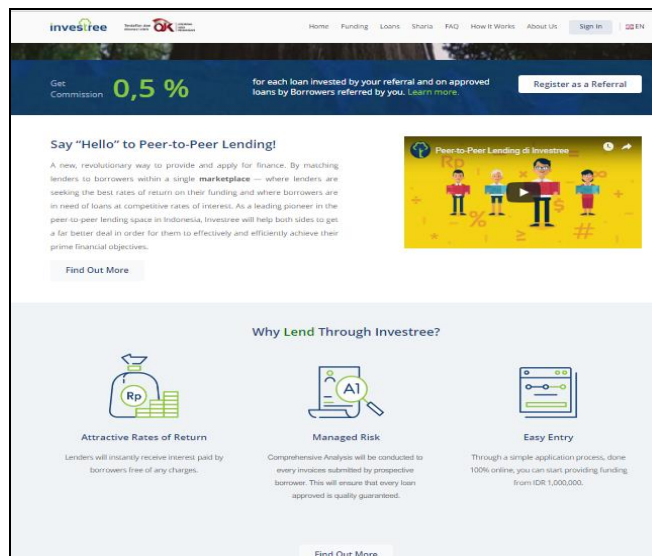 investree
OJK
Home Funding Loans Sharia FAQ How It Works About Us Sign In EN
Get
Commission
0,5 %
for each loan invested by your referral and on approved
loans by Borrowers referred by you. Learn more.
Register as a Referral
Say “Hello” to Peer-to-Peer Lending!
A new, revolutionary way to provide and apply for finance. By matching
lenders to borrowers within a single marketplace — where lenders are
seeking the best rates of return on their funding and where borrowers are
in need of loans at competitive rates of interest. As a leading pioneer in the
peer-to-peer lending space in Indonesia, Investree will help both sides to get
a far better deal in order for them to effectively and efficiently achieve their
prime financial objectives.
Find Out More
Peer-to-Peer Lending di Investree
Rp
%
≥
#
Why Lend Through Investree?
Rp
A1
Attractive Rates of Return
Lenders will instantly receive interest paid by
borrowers free of any charges.
Managed Risk
Comprehensive Analysis will be conducted to
every invoices submitted by prospective
borrower. This will ensure that every loan
approved is quality guaranteed.
Easy Entry
Through a simple application process, done
100% online, you can start providing funding
from IDR 1,000,000.
Find Out More